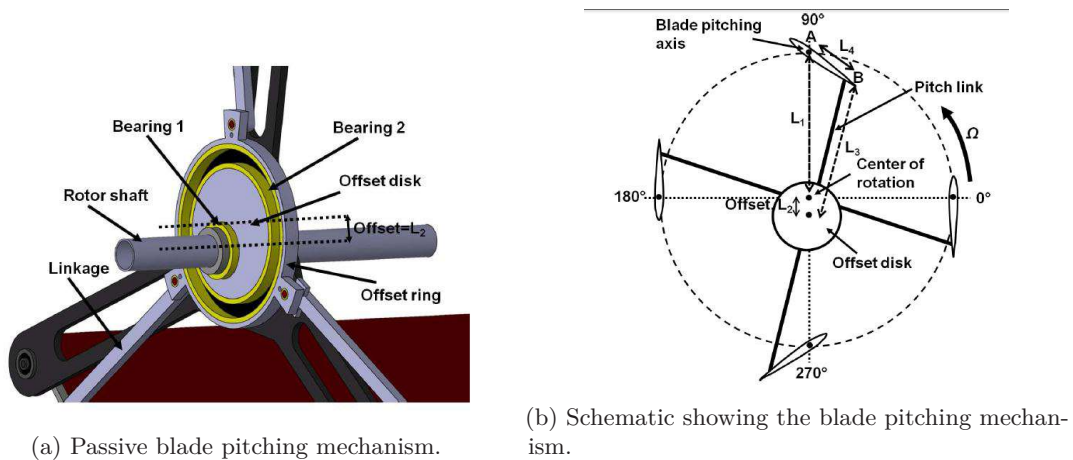 Bearing 1
Bearing 2
Rotor shaft
Offset disk
Offset=L2
Linkage
Offset ring
(a) Passive blade pitching mechanism.
Blade pitching
axis
90°
A
L4
B
Pitch link
L1
L3
Ω
Center of
rotation
180°
0°
Offset L2
Offset disk
270°
(b) Schematic showing the blade pitching mechan-
ism.